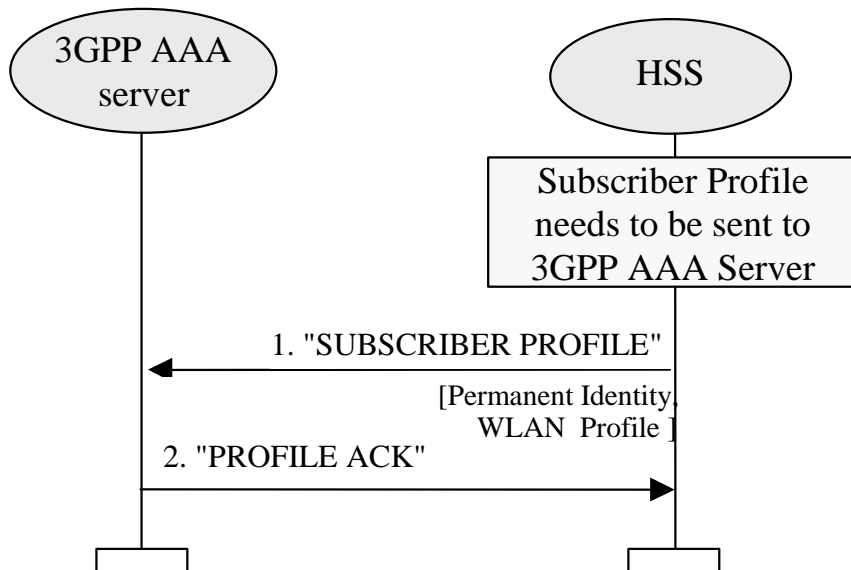 3GPP AAA
server
HSS
Subscriber Profile
needs to be sent to
3GPP AAA Server
1. "SUBSCRIBER PROFILE"
[Permanent Identity,
WLAN Profile ]
2. "PROFILE ACK"